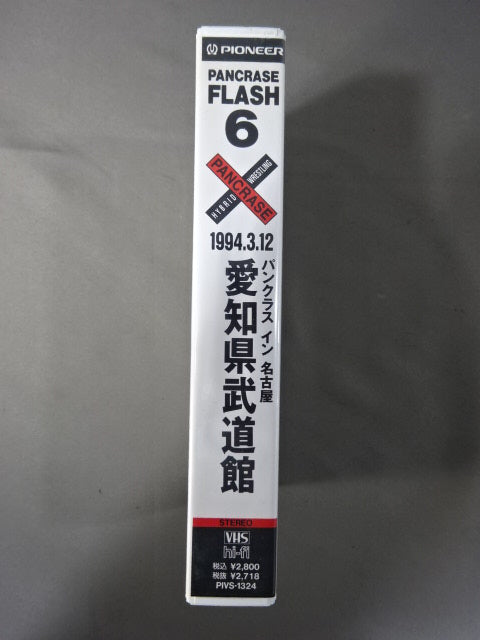 PIONEER
PANCRASE
FLASH
6
PANCRASE
HYBRID WRESTLING
1994.3.12
パンクラス イン 名古屋
愛知県武道館
STEREO
VHS
hi-fi
税込 ¥2,800
税抜 ¥2,718
PIVS-1324